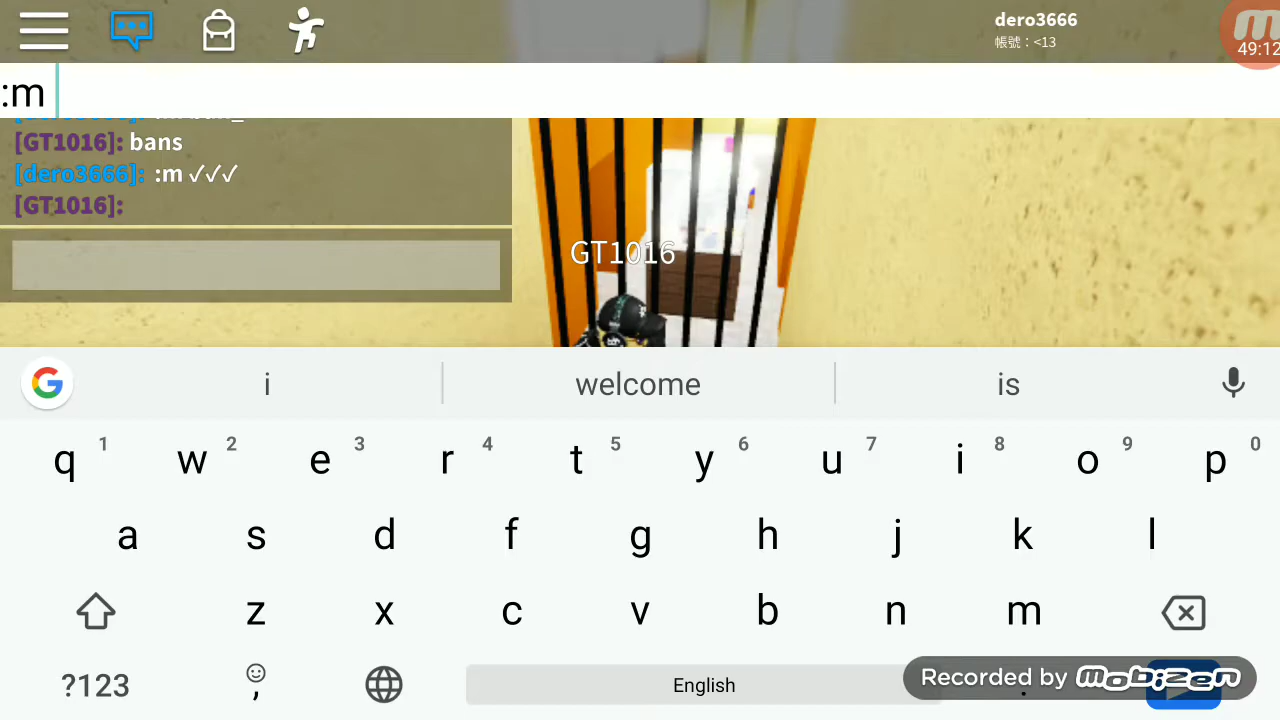 dero3666
帳號：<13
49:12
:m
[GT1016]: bans
[dero3666]: :m ✓✓✓
[GT1016]:
GT1016
i welcome is
q 1 w 2 e 3 r 4 t 5 y 6 u 7 i 8 o 9 p 0
a s d f g h j k l
z x c v b n m
?123 , English .
Recorded by mobizen